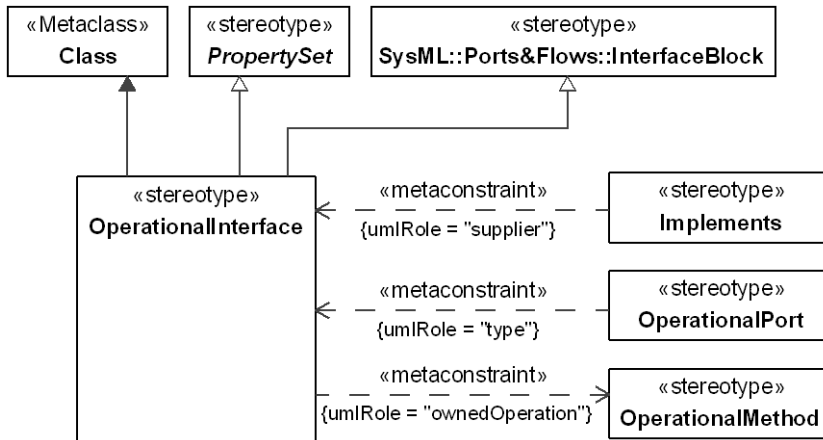 «Metaclass»
Class
«stereotype»
PropertySet
«stereotype»
SysML::Ports&Flows::InterfaceBlock
«stereotype»
OperationalInterface
«metaconstraint»
{umlRole = "supplier"}
«stereotype»
Implements
«metaconstraint»
{umlRole = "type"}
«stereotype»
OperationalPort
«metaconstraint»
{umlRole = "ownedOperation"}
«stereotype»
OperationalMethod